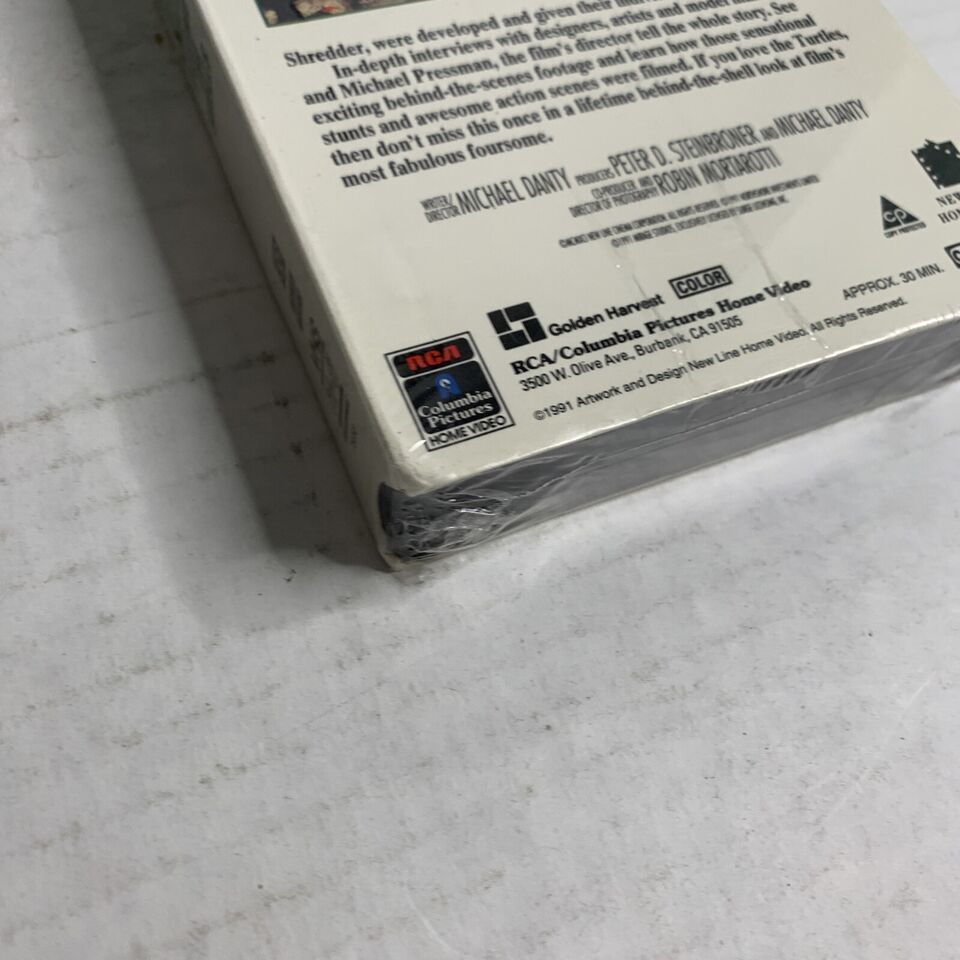 Shredder, were developed and given their
In-depth interviews with designers, artists and model
and Michael Pressman, the film's director tell the whole story. See
exciting behind-the-scenes footage and learn how those sensational
stunts and awesome action scenes were filmed. If you love the Turtles,
then don't miss this once in a lifetime behind-the-shell look at film's
most fabulous foursome.
WRITER/DIRECTOR MICHAEL DANTY PRODUCERS PETER D. STEINBRONER AND MICHAEL DANTY
CO-PRODUCER AND DIRECTOR OF PHOTOGRAPHY ROBIN MORTAROTTI
CP
COPY PROTECTED
NEW
HO
Golden Harvest
COLOR
APPROX. 30 MIN.
RCA/Columbia Pictures Home Video
3500 W. Olive Ave., Burbank, CA 91505
©1991 Artwork and Design New Line Home Video. All Rights Reserved.
RCA
Columbia
Pictures
HOME VIDEO